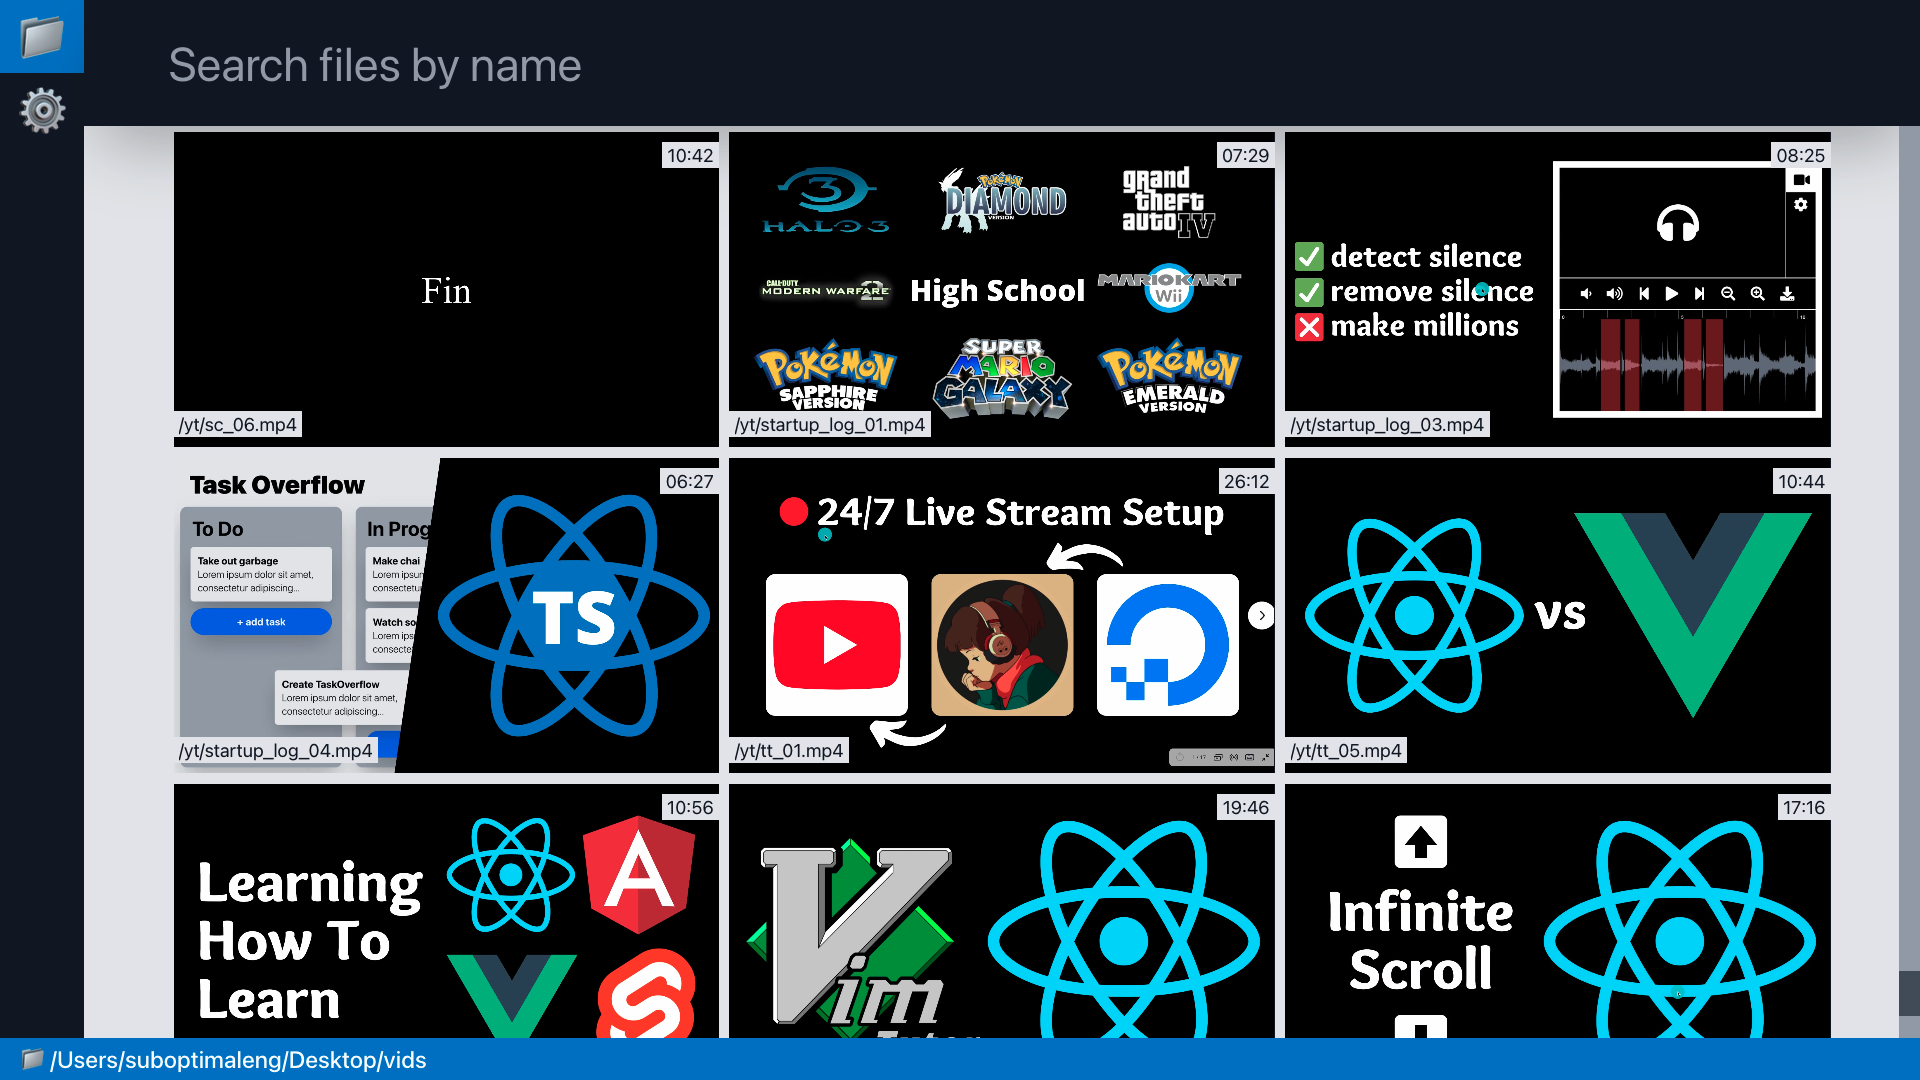 Search files by name
10:42
Fin
/yt/sc_06.mp4
07:29
3
HALO 3
POKÉMON
DIAMOND
VERSION
grand
theft
auto IV
CALL OF DUTY
MODERN WARFARE 2
High School
MARIOKART
Wii
POKÉMON
SAPPHIRE
VERSION
SUPER
MARIO
GALAXY
POKÉMON
EMERALD
VERSION
/yt/startup_log_01.mp4
08:25
detect silence
remove silence
make millions
/yt/startup_log_03.mp4
Task Overflow
06:27
To Do
In Prog
Take out garbage
Lorem ipsum dolor sit amet,
consectetur adipiscing...
+ add task
Make chai
Lorem ipsum
consectetu
Watch so
Lorem ips
consecte
Create TaskOverflow
Lorem ipsum dolor sit amet,
consectetur adipiscing...
TS
/yt/startup_log_04.mp4
26:12
24/7 Live Stream Setup
/yt/tt_01.mp4
10:44
vs
/yt/tt_05.mp4
10:56
Learning
How To
Learn
A
19:46
Vim
17:16
Infinite
Scroll
/Users/suboptimaleng/Desktop/vids